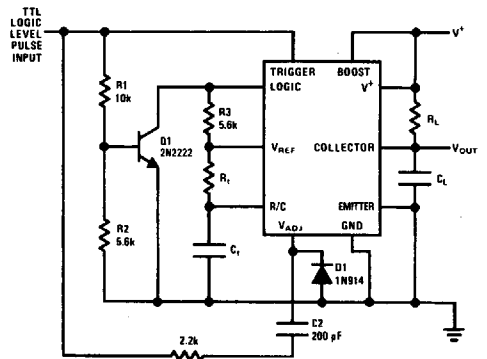 TTL
LOGIC
LEVEL
PULSE
INPUT
R1
10k
Q1
2N2222
R2
5.6k
R3
5.6k
Rt
Ct
TRIGGER
BOOST
LOGIC
V+
VREF
COLLECTOR
R/C
EMITTER
VADJ
GND
V+
RL
VOUT
CL
D1
1N914
C2
200 pF
2.2k